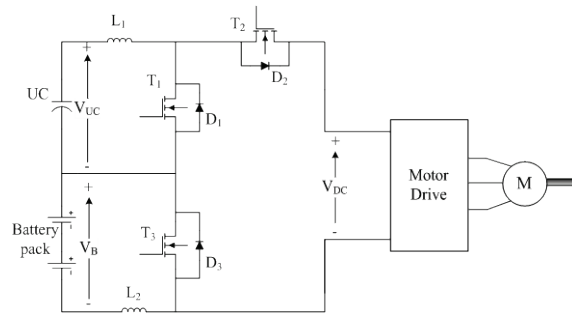 L1
T2
+
UC
VUC
T1
D1
D2
-
+
Battery
pack
VB
T3
D3
-
L2
+
VDC
-
Motor
Drive
M